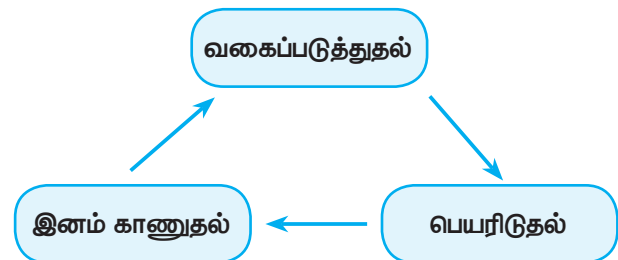 வகைப்படுத்துதல்
இனம் காணுதல்
பெயரிடுதல்